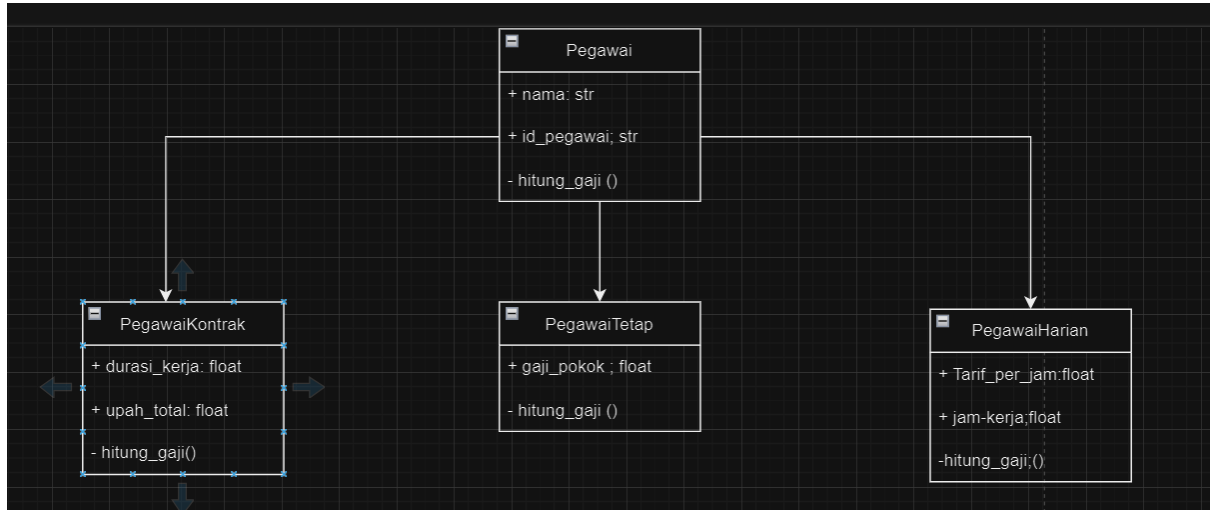 Pegawai
+ nama: str
+ id_pegawai; str
- hitung_gaji ()
PegawaiKontrak
+ durasi_kerja: float
+ upah_total: float
- hitung_gaji()
PegawaiTetap
+ gaji_pokok ; float
- hitung_gaji ()
PegawaiHarian
+ Tarif_per_jam:float
+ jam-kerja;float
-hitung_gaji;()